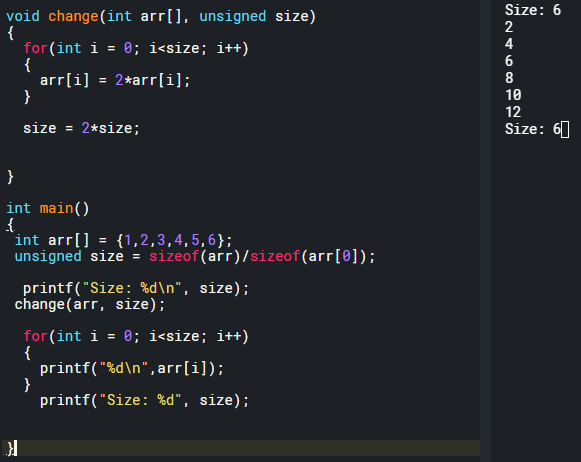 void change(int arr[], unsigned size)
{
for(int i = 0; i<size; i++)
{
arr[i] = 2*arr[i];
}
size = 2*size;
}
int main()
{
int arr[] = {1,2,3,4,5,6};
unsigned size = sizeof(arr)/sizeof(arr[0]);
printf("Size: %d\n", size);
change(arr, size);
for(int i = 0; i<size; i++)
{
printf("%d\n",arr[i]);
}
printf("Size: %d", size);
}
Size: 6
2
4
6
8
10
12
Size: 6